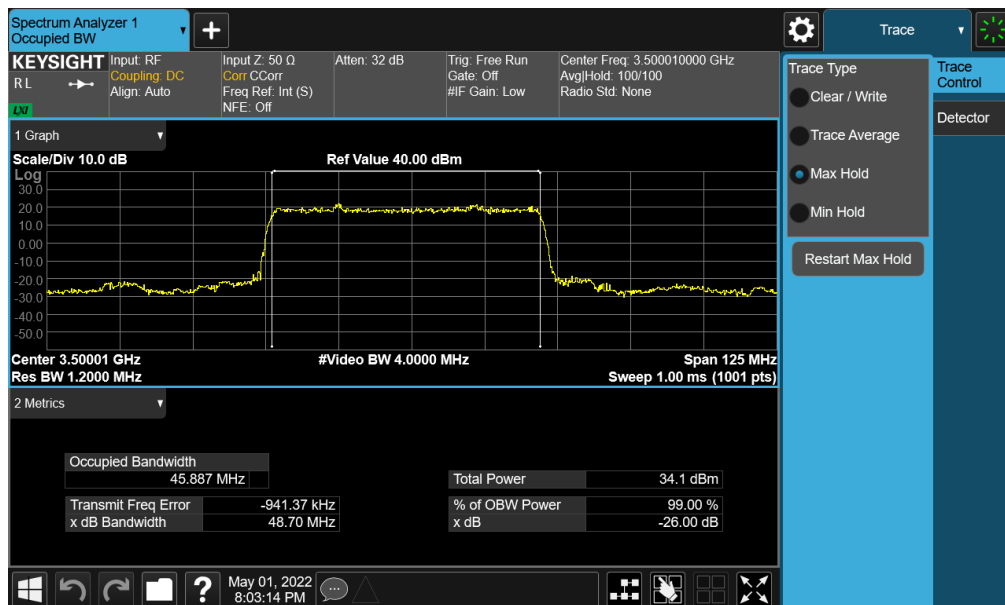 Spectrum Analyzer 1
Occupied BW
+
Trace
KEYSIGHT
Input: RF
Input Z: 50 Ω
Atten: 32 dB
Trig: Free Run
Center Freq: 3.500010000 GHz
R L
Coupling: DC
Corr CCorr
Gate: Off
Avg|Hold: 100/100
Align: Auto
Freq Ref: Int (S)
#IF Gain: Low
Radio Std: None
LXI
NFE: Off
Trace Type
Clear / Write
Trace Average
Max Hold
Min Hold
Restart Max Hold
Trace
Control
Detector
1 Graph
Scale/Div 10.0 dB
Ref Value 40.00 dBm
Log
30.0
20.0
10.0
0.00
-10.0
-20.0
-30.0
-40.0
-50.0
Center 3.50001 GHz
#Video BW 4.0000 MHz
Span 125 MHz
Res BW 1.2000 MHz
Sweep 1.00 ms (1001 pts)
2 Metrics
Occupied Bandwidth
45.887 MHz
Total Power 34.1 dBm
Transmit Freq Error -941.37 kHz
% of OBW Power 99.00 %
x dB Bandwidth 48.70 MHz
x dB -26.00 dB
?
May 01, 2022
8:03:14 PM